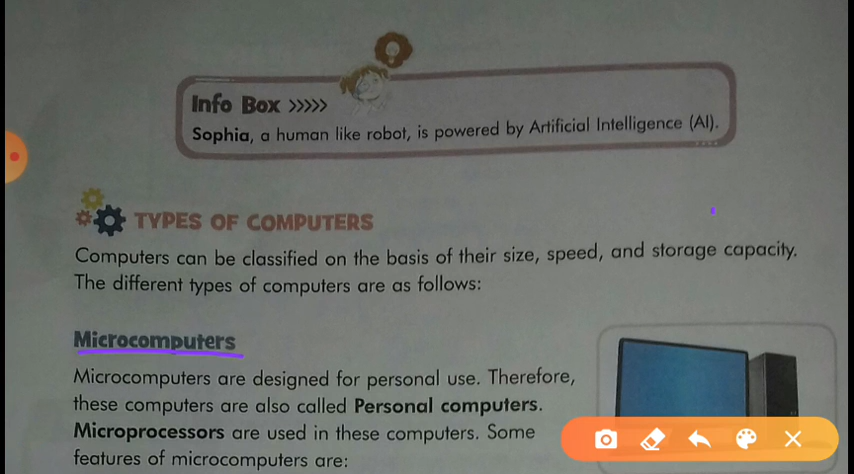 Info Box >>>>>
Sophia, a human like robot, is powered by Artificial Intelligence (AI).
TYPES OF COMPUTERS
Computers can be classified on the basis of their size, speed, and storage capacity.
The different types of computers are as follows:
Microcomputers
Microcomputers are designed for personal use. Therefore,
these computers are also called Personal computers.
Microprocessors are used in these computers. Some
features of microcomputers are: